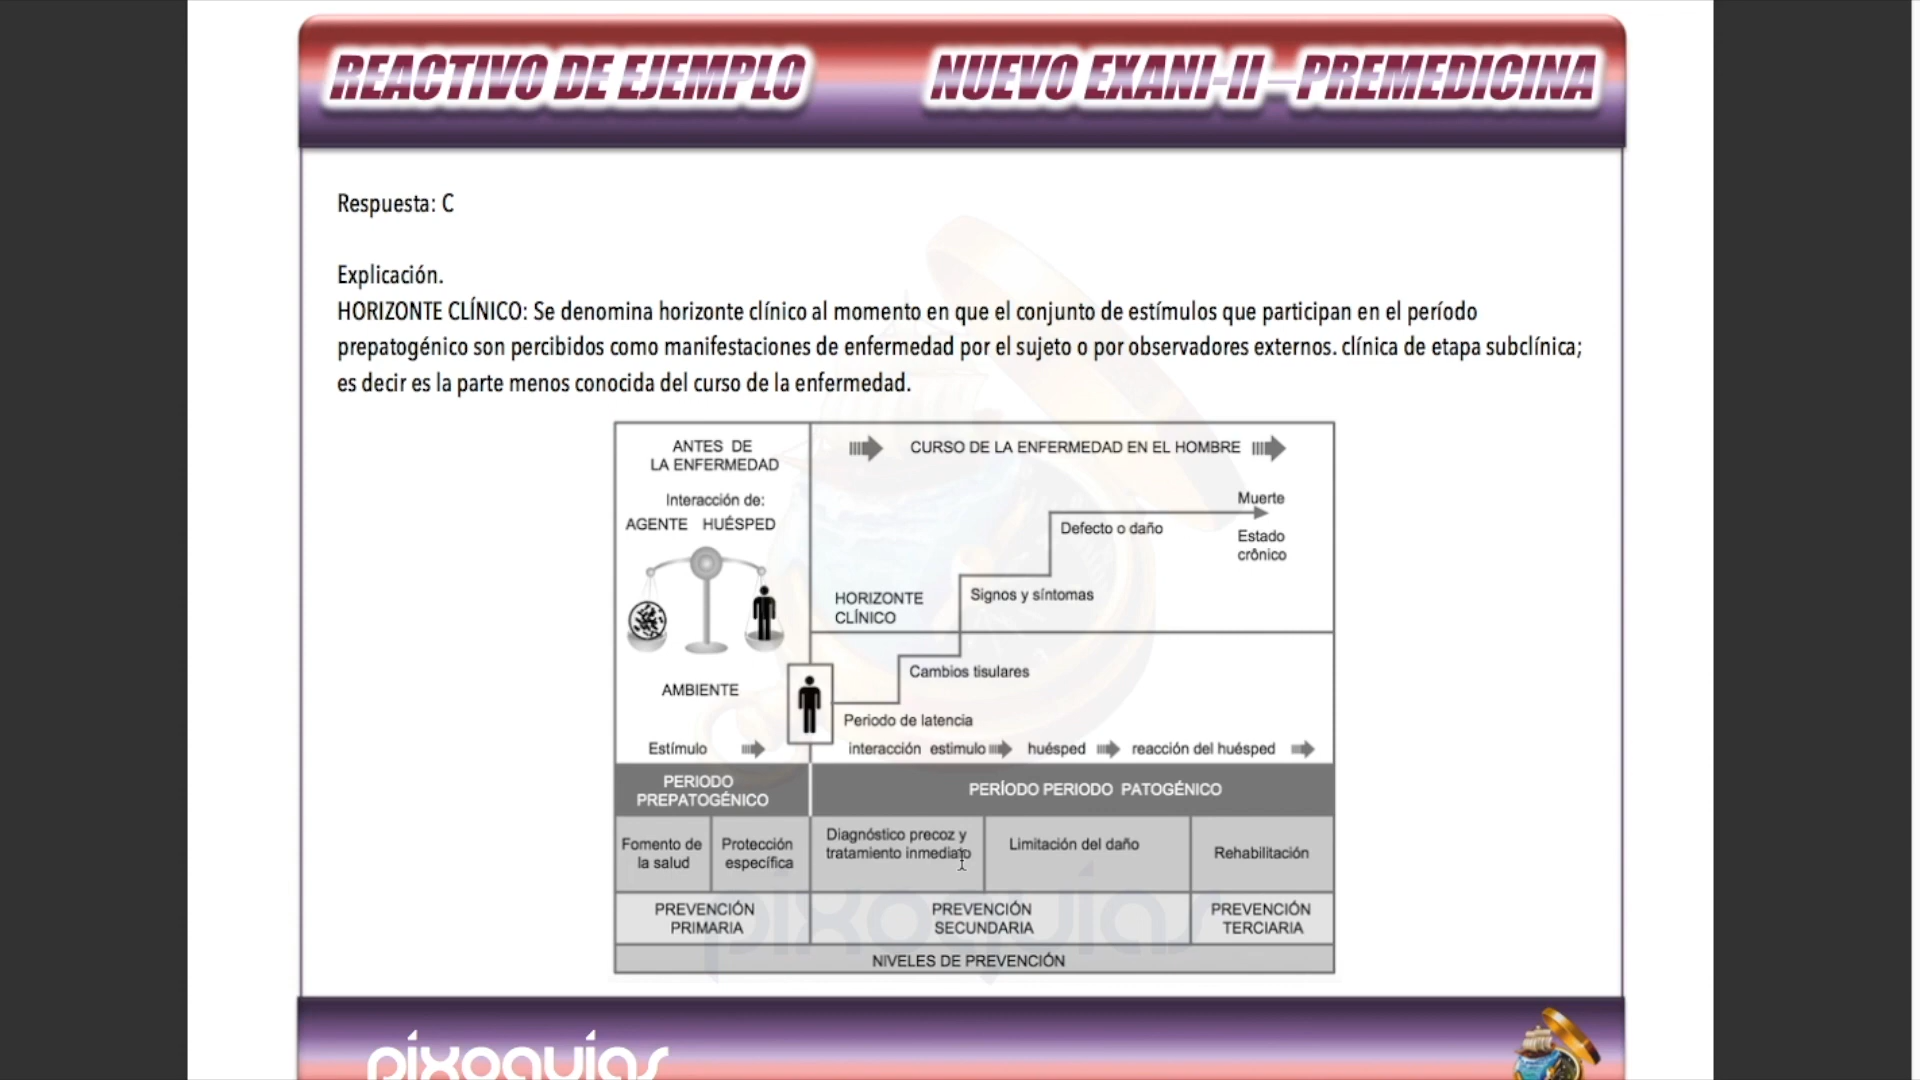 REACTIVO DE EJEMPLO NUEVO EXANI-II – PREMEDICINA
Respuesta: C
Explicación.
HORIZONTE CLÍNICO: Se denomina horizonte clínico al momento en que el conjunto de estímulos que participan en el período
prepatogénico son percibidos como manifestaciones de enfermedad por el sujeto o por observadores externos. clínica de etapa subclínica;
es decir es la parte menos conocida del curso de la enfermedad.
ANTES DE
LA ENFERMEDAD
Interacción de:
AGENTE HUÉSPED
AMBIENTE
Estímulo
CURSO DE LA ENFERMEDAD EN EL HOMBRE
Muerte
Defecto o daño
Estado
crônico
HORIZONTE
CLÍNICO
Signos y síntomas
Cambios tisulares
Periodo de latencia
interacción estimulo huésped reacción del huésped
PERIODO
PREPATOGÉNICO
PERÍODO PERIODO PATOGÉNICO
Fomento de
la salud
Protección
específica
Diagnóstico precoz y
tratamiento inmediato
Limitación del daño
Rehabilitación
PREVENCIÓN
PRIMARIA
PREVENCIÓN
SECUNDARIA
PREVENCIÓN
TERCIARIA
NIVELES DE PREVENCIÓN
pixoguías
pixoguías